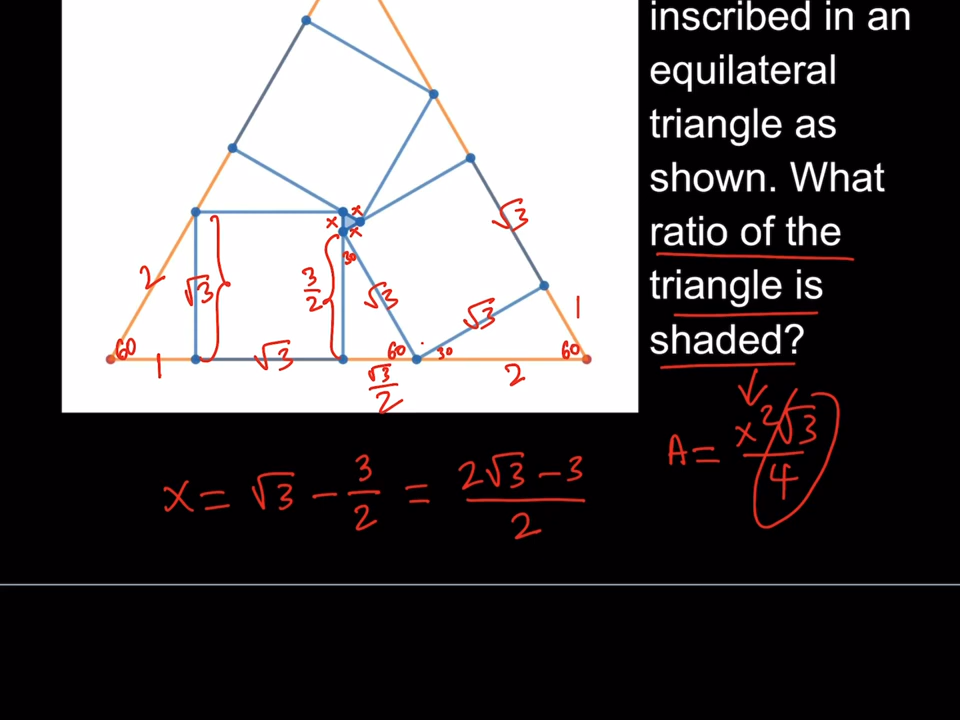 inscribed in an
equilateral
triangle as
shown. What
ratio of the
triangle is
shaded?
x x
x
30
√3
2
√3
3/2
√3
√3
1
60
1
√3
60
√3/2
30
2
60
A = x²√3/4
x = √3 − 3/2 = 2√3 − 3/2